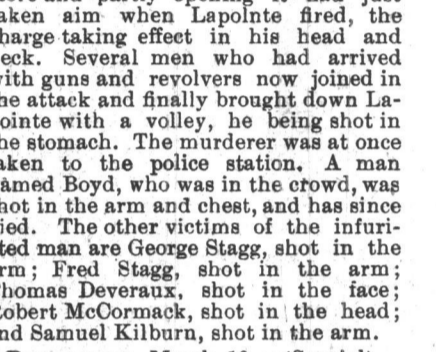 taken aim when Lapointe fired, the
charge taking effect in his head and
neck. Several men who had arrived
with guns and revolvers now joined in
the attack and finally brought down La-
pointe with a volley, he being shot in
the stomach. The murderer was at once
taken to the police station. A man
named Boyd, who was in the crowd, was
shot in the arm and chest, and has since
died. The other victims of the infuri-
ated man are George Stagg, shot in the
arm; Fred Stagg, shot in the arm;
Thomas Deveraux, shot in the face;
Robert McCormack, shot in the head;
and Samuel Kilburn, shot in the arm.